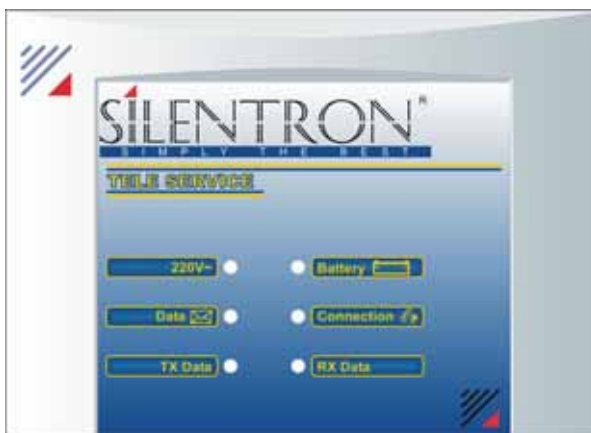 SILENTRON®
SIMPLY THE BEST
TELE SERVICE
220V~
Battery
Data
Connection
TX Data
RX Data